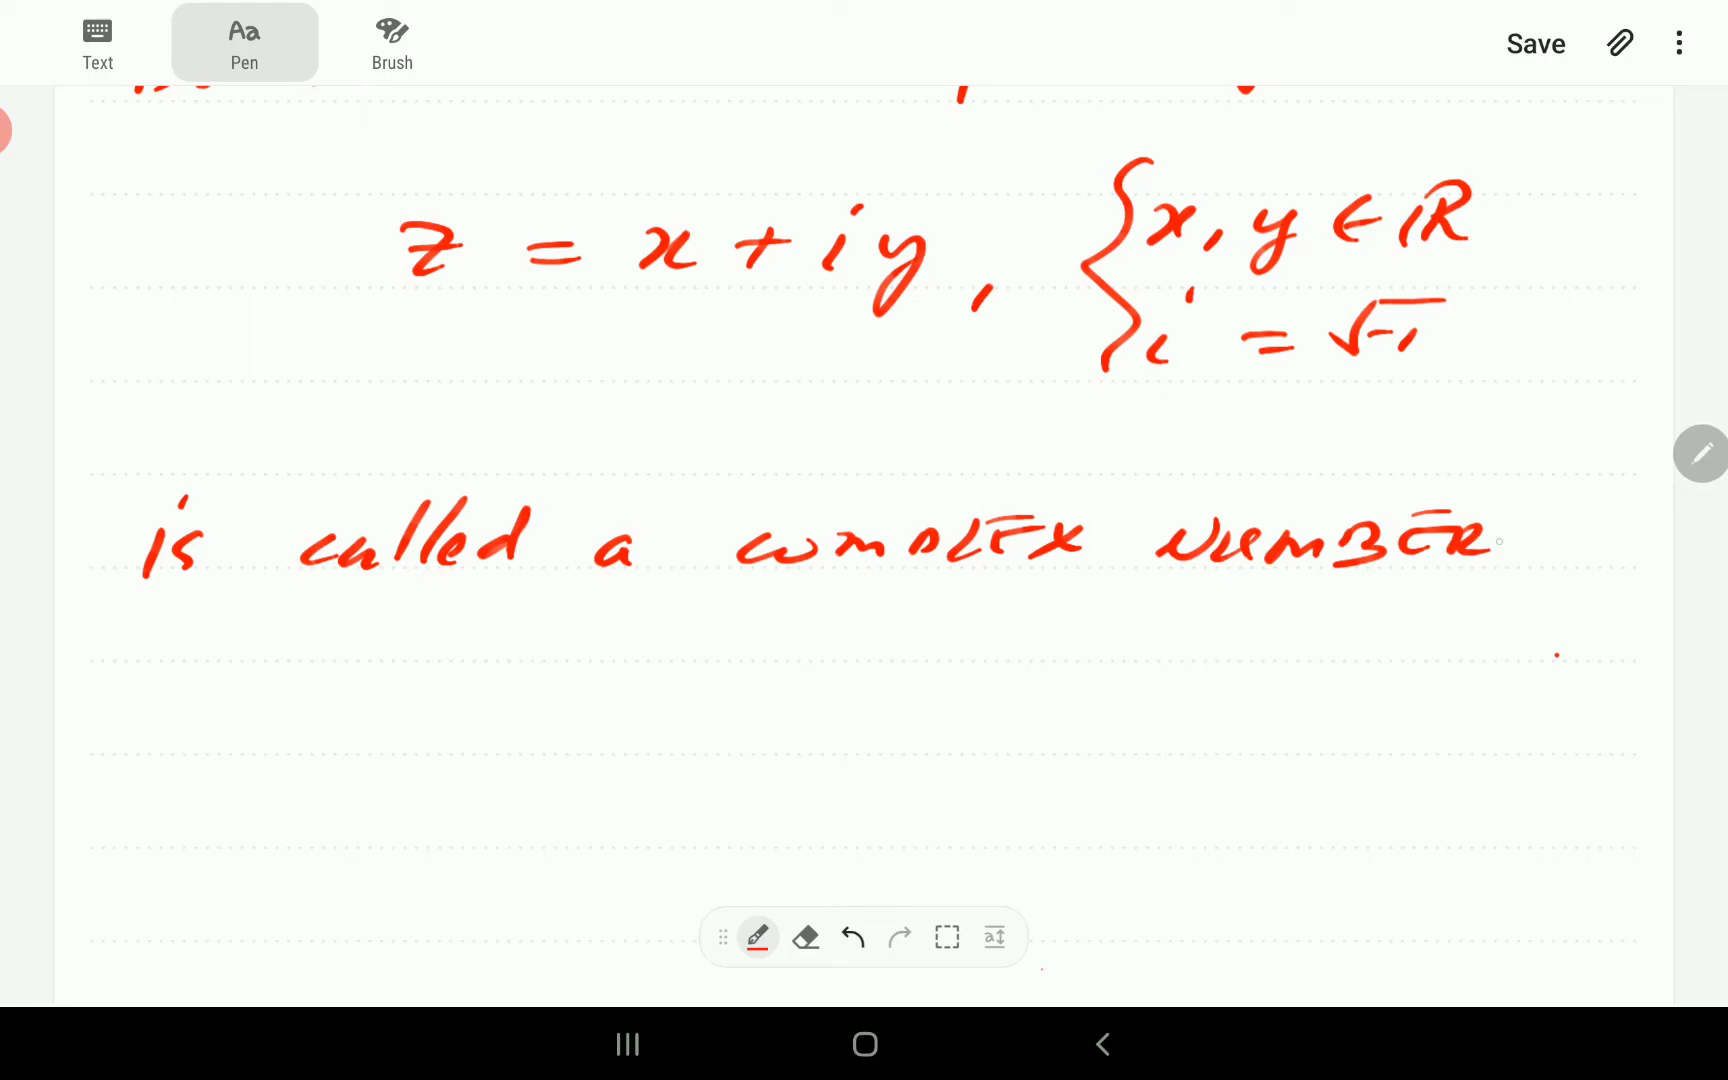 Text Pen Brush Save
z = x + iy, { x, y ∈ ℝ
i = √-1
is called a COMPLEX NUMBER